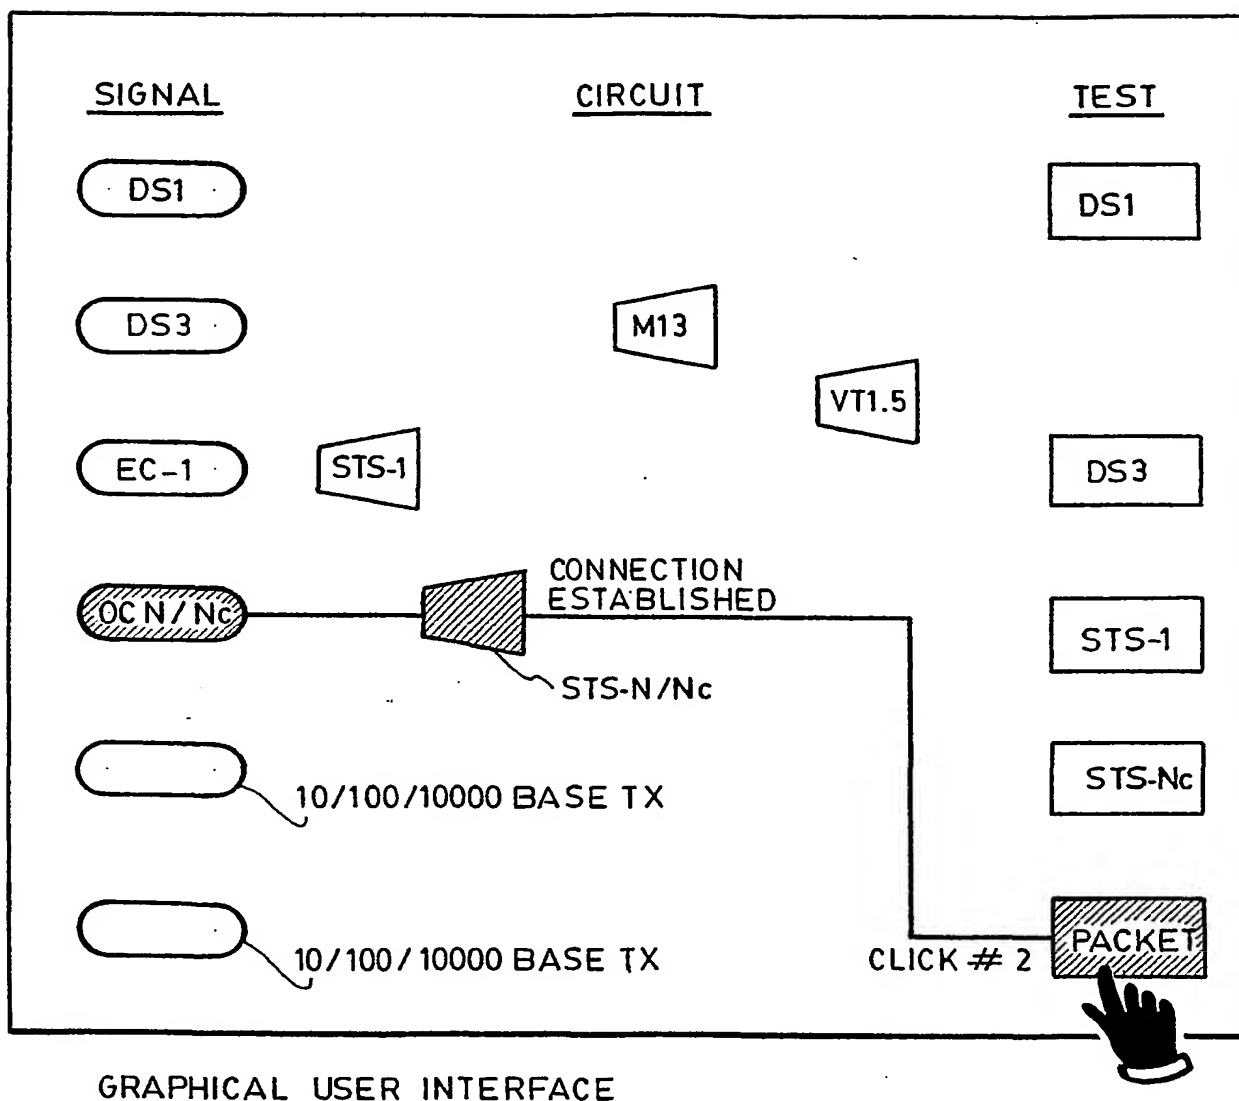 SIGNAL CIRCUIT TEST
DS1
DS1
DS3
M13
VT1.5
EC-1
STS-1
DS3
OC N/Nc
CONNECTION
ESTABLISHED
STS-1
STS-N/Nc
10/100/10000 BASE TX
STS-Nc
10/100/10000 BASE TX
CLICK # 2
PACKET
GRAPHICAL USER INTERFACE